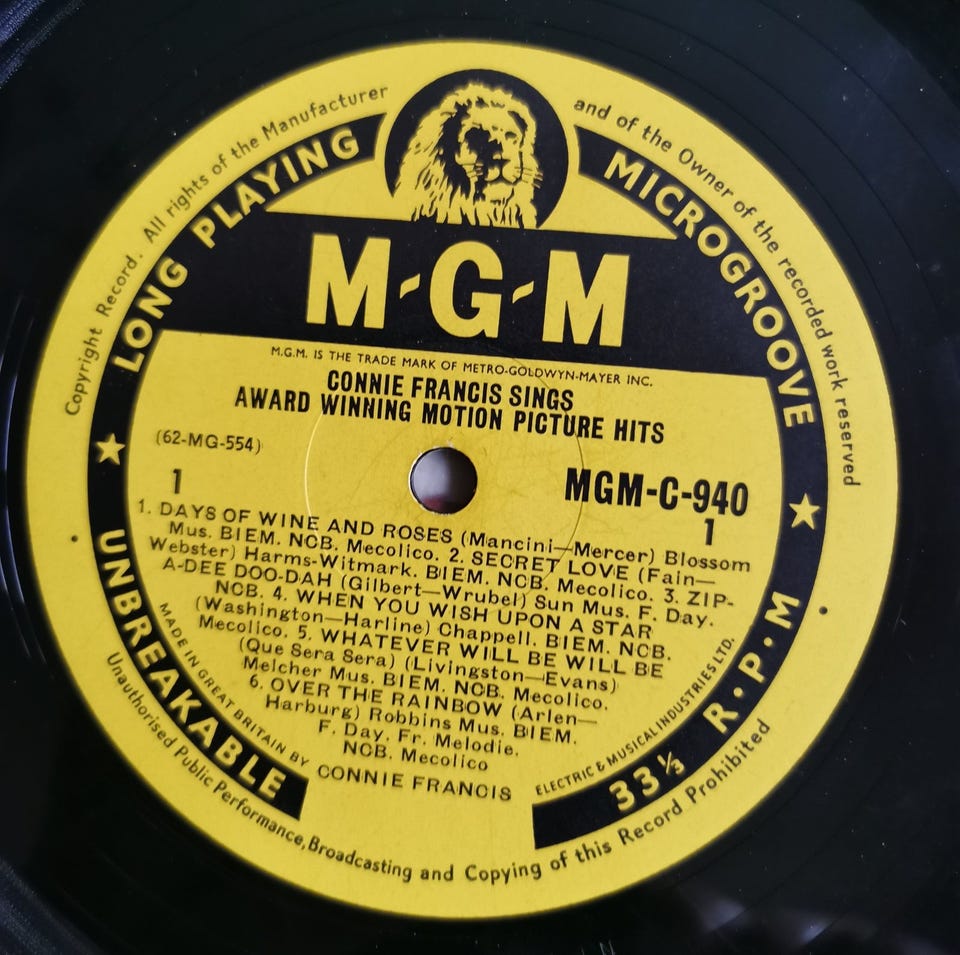 Copyright Record. All rights of the Manufacturer
and of the Owner of the recorded work reserved
LONG PLAYING
MICROGROOVE
M-G-M
M.G.M. IS THE TRADE MARK OF METRO-GOLDWYN-MAYER INC.
CONNIE FRANCIS SINGS
AWARD WINNING MOTION PICTURE HITS
(62-MG-554)
MGM-C-940
1
1
1. DAYS OF WINE AND ROSES (Mancini—Mercer) Blossom
Mus. BIEM. NCB. Mecolico. 2. SECRET LOVE (Fain—
Webster) Harms-Witmark. BIEM. NCB. Mecolico. 3. ZIP-
A-DEE DOO-DAH (Gilbert—Wrubel) Sun Mus. F. Day.
NCB. 4. WHEN YOU WISH UPON A STAR
(Washington—Harline) Chappell. BIEM. NCB.
Mecolico. 5. WHATEVER WILL BE WILL BE
(Que Sera Sera) (Livingston—Evans)
Melcher Mus. BIEM. NCB. Mecolico.
6. OVER THE RAINBOW (Arlen—
Harburg) Robbins Mus. BIEM.
F. Day. Fr. Melodie.
NCB. Mecolico
CONNIE FRANCIS
MADE IN GREAT BRITAIN BY
ELECTRIC & MUSICAL INDUSTRIES LTD.
UNBREAKABLE
33⅓ R·P·M
Unauthorised Public Performance, Broadcasting and Copying of this Record Prohibited